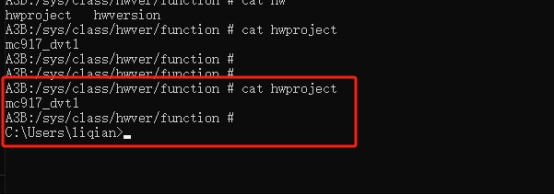 A3B:/sys/class/hwver/function # cat hw
hwproject   hwversion
A3B:/sys/class/hwver/function # cat hwproject
mc917_dvt1
A3B:/sys/class/hwver/function #
A3B:/sys/class/hwver/function #
A3B:/sys/class/hwver/function # cat hwproject
mc917_dvt1
A3B:/sys/class/hwver/function #
C:\Users\liqian>